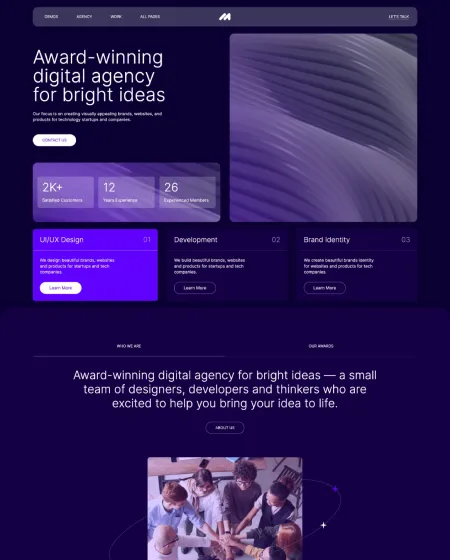 DEMOS AGENCY WORK ALL PAGES LET'S TALK
Award-winning
digital agency
for bright ideas
Our focus is on creating visually appealing brands, websites, and
products for technology startups and companies.
CONTACT US
2K+ 12 26
Satisfied Customers Years Experience Experienced Members
UI/UX Design 01
We design beautiful brands, websites
and products for startups and tech
companies.
Learn More
Development 02
We build beautiful brands, websites
and products for startups and tech
companies.
Learn More
Brand Identity 03
We create beautiful brands identity
for websites and products for tech
companies.
Learn More
WHO WE ARE OUR AWARDS
Award-winning digital agency for bright ideas — a small
team of designers, developers and thinkers who are
excited to help you bring your idea to life.
ABOUT US